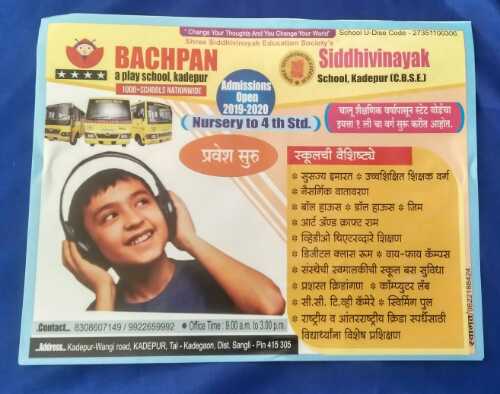 " Change Your Thoughts And You Change Your World"
School U-Dise Code - 27351100306
Shree Siddhivinayak Education Society's
BACHPAN
a play school, kadepur
1000+SCHOOLS NATIONWIDE
Siddhivinayak
School, Kadepur (C.B.S.E.)
Admissions
Open
2019-2020
Nursery to 4 th Std.
चालू शैक्षणिक वर्षापासून स्टेट बोर्डचा
इयत्ता १ ली चा वर्ग सुरू करीत आहोत.
प्रवेश सुरु
स्कूलची वैशिष्ट्ये
* सुसज्य इमारत * उच्चशिक्षित शिक्षक वर्ग
* नैसर्गिक वातावरण
* बॉल हाऊस * डॉल हाऊस * जिम
* आर्ट अँण्ड क्राफ्ट राम
* व्हिडीओ थिएटरव्दारे शिक्षण
* डिजीटल क्लास रूम * वाय-फाय कॅम्पस
* संस्थेची स्वमालकीची स्कूल बस सुविधा
* प्रशस्त क्रिडांगण * कॉम्प्युटर लॅब
* सी.सी. टि.व्ही कॅमेरे * स्विमिंग पुल
* राष्ट्रीय व आंतरराष्ट्रीय क्रिडा स्पर्धेसाठी
विद्यार्थ्यांना विशेष प्रशिक्षण
..Contact... 8308607149 / 9922659992 • Office Time : 9.00 a.m. to 3.00 p.m.
..Address.. Kadepur-Wangi road, KADEPUR, Tal - Kadegaon, Dist. Sangli - Pin 415 305